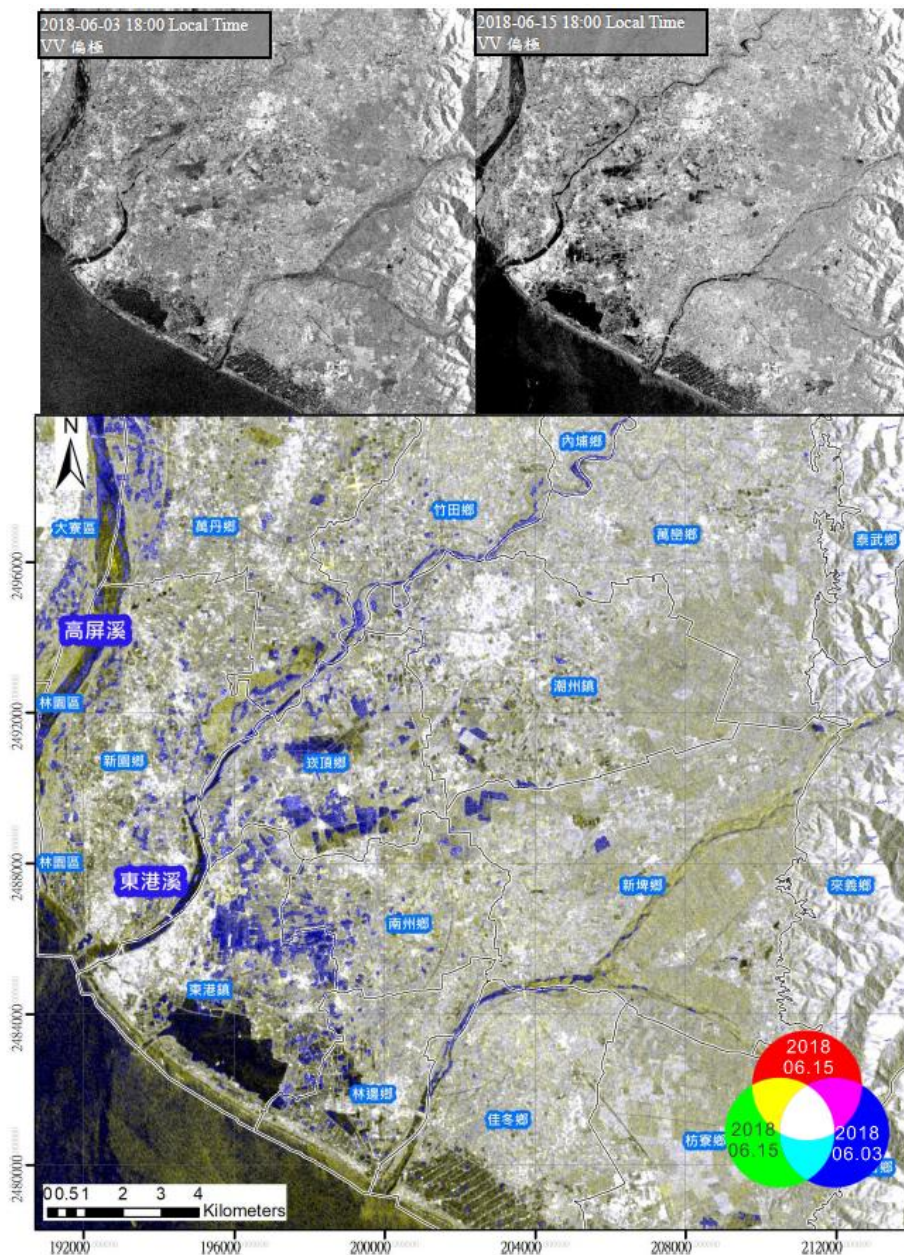 2018-06-03 18:00 Local Time
VV 偏極
2018-06-15 18:00 Local Time
VV 偏極
N
內埔鄉
竹田鄉
大寮區
萬丹鄉
萬巒鄉
泰武鄉
高屏溪
潮州鎮
林園區
新園鄉
崁頂鄉
林園區
東港溪
新埤鄉
來義鄉
南州鄉
東港鎮
林邊鄉
佳冬鄉
枋寮鄉
鄉
2018
06.15
2018
06.15
2018
06.03
0 0.5 1 2 3 4
Kilometers
2496000
2492000
2488000
2484000
2480000
192000
196000
200000
204000
208000
212000